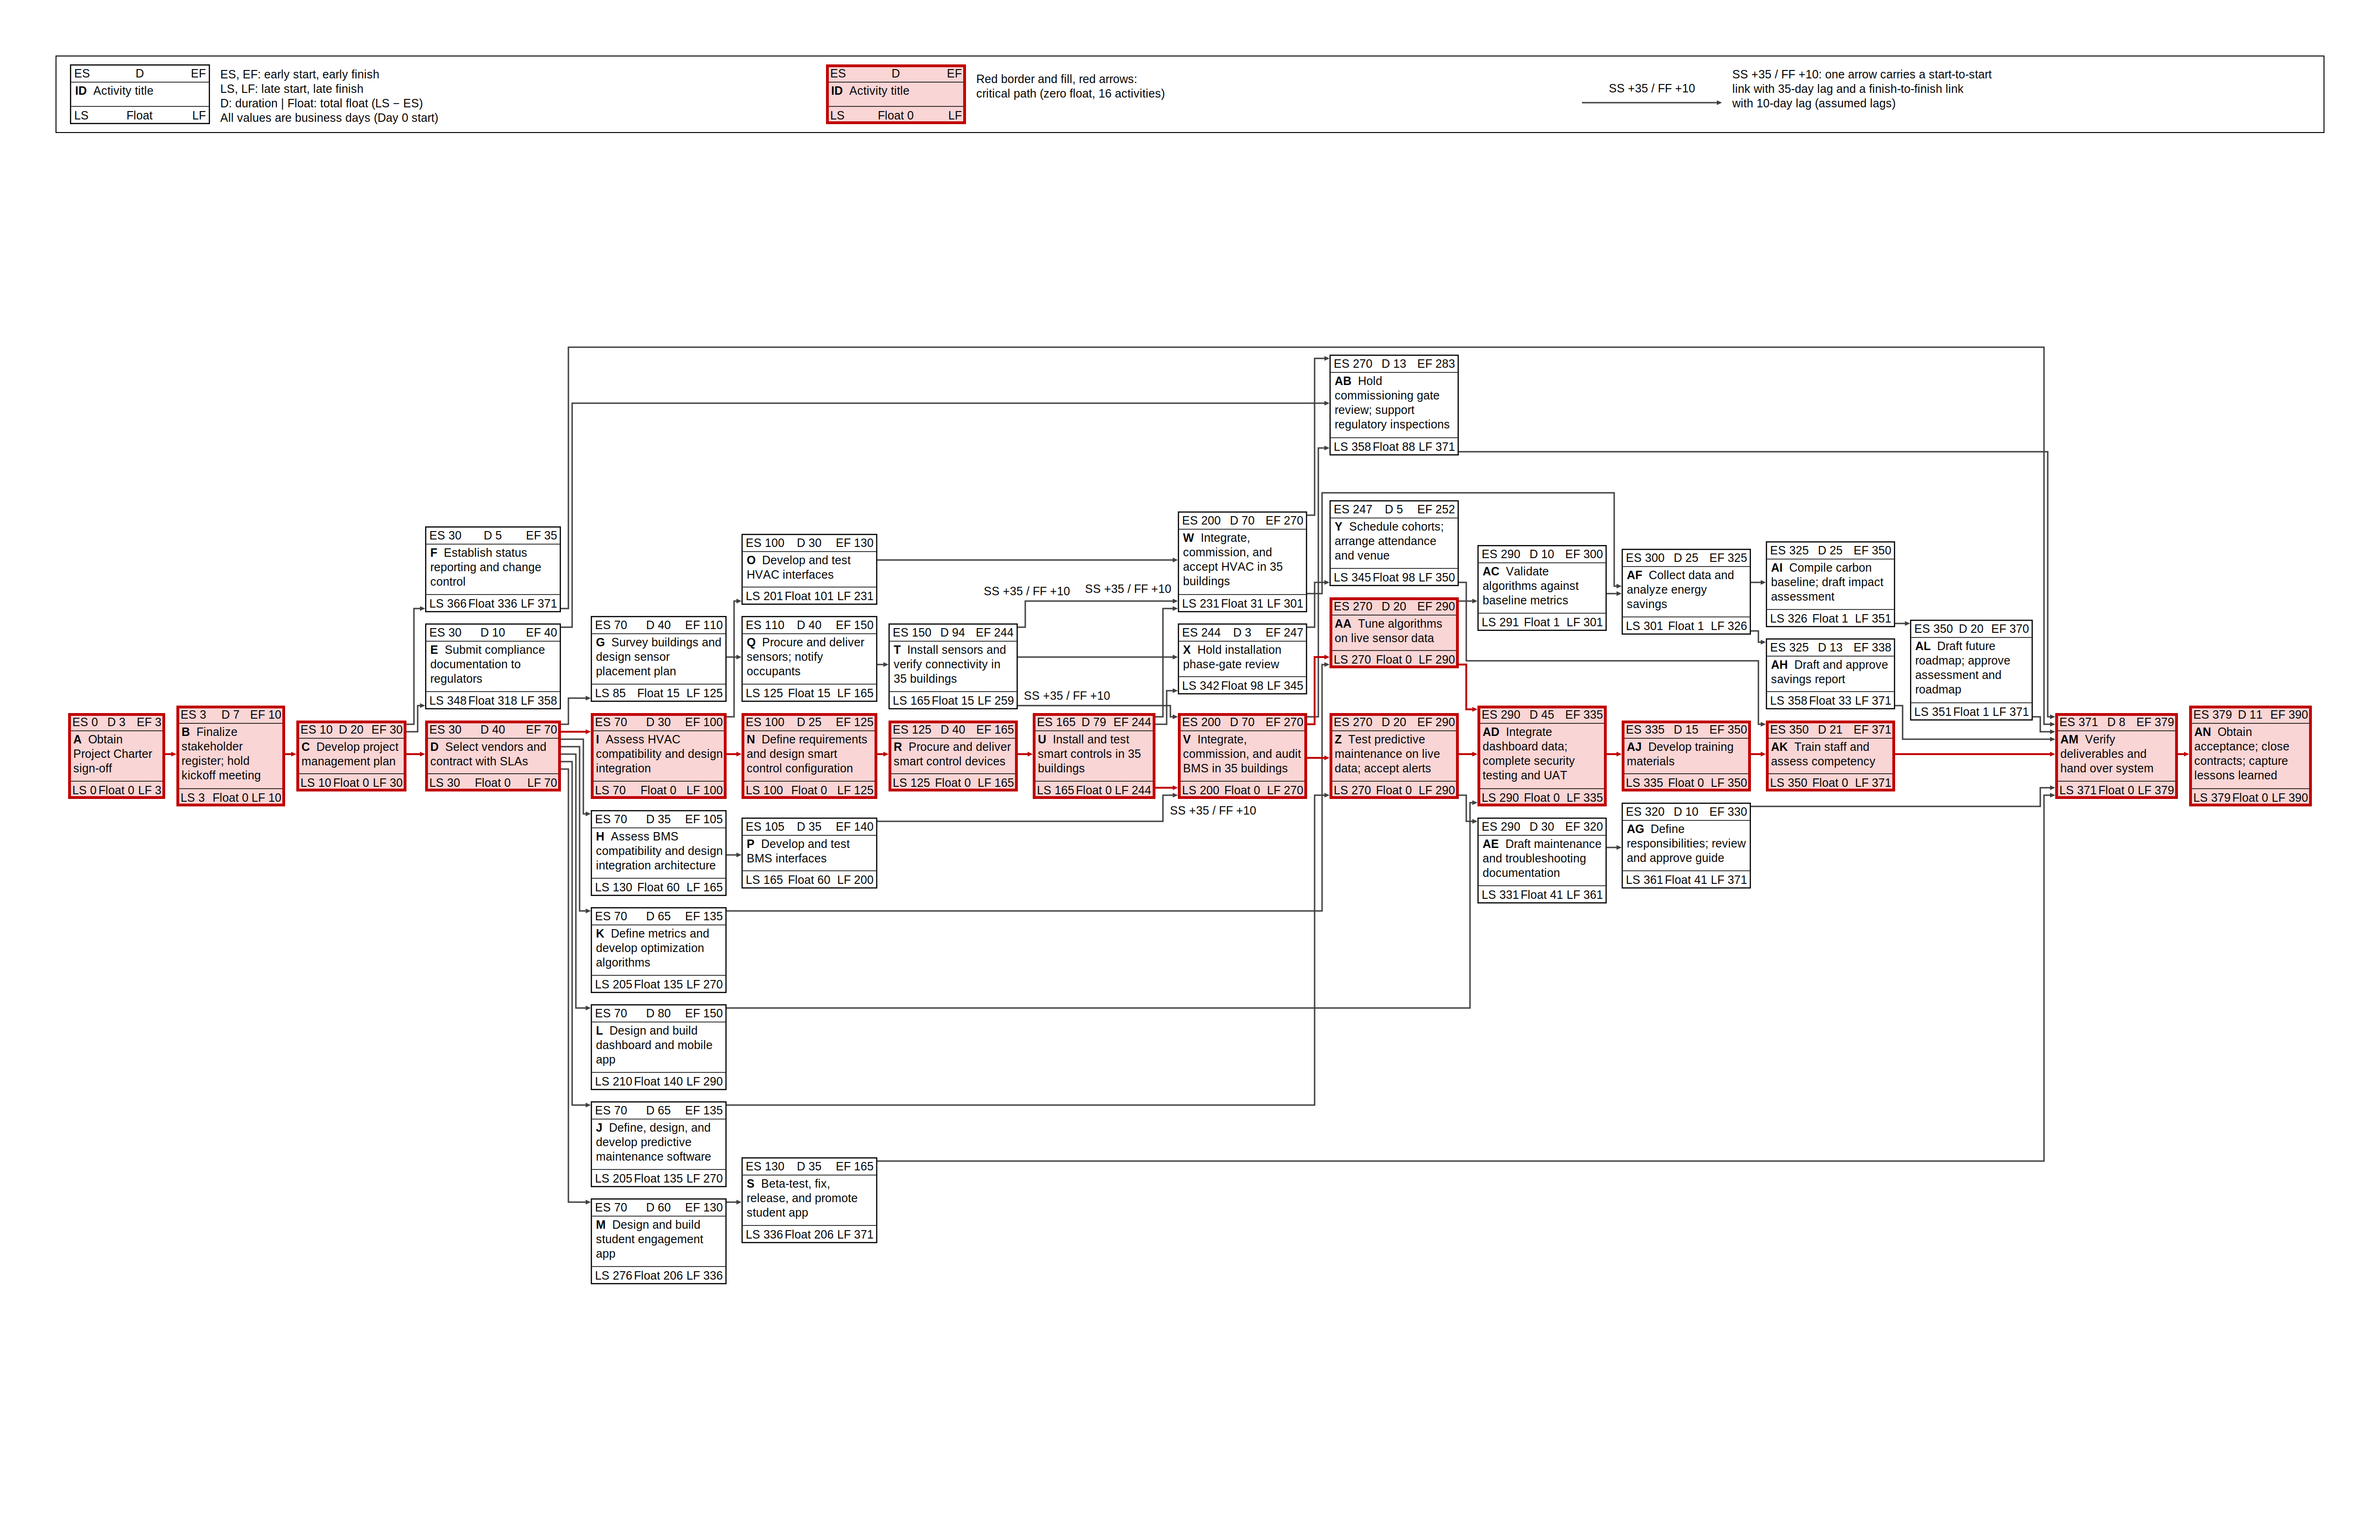 ES D EF
ID Activity title
LS Float LF
ES, EF: early start, early finish
LS, LF: late start, late finish
D: duration | Float: total float (LS − ES)
All values are business days (Day 0 start)
ES D EF
ID Activity title
LS Float 0 LF
Red border and fill, red arrows:
critical path (zero float, 16 activities)
SS +35 / FF +10
SS +35 / FF +10: one arrow carries a start-to-start
link with 35-day lag and a finish-to-finish link
with 10-day lag (assumed lags)
ES 0 D 3 EF 3
A Obtain
Project Charter
sign-off
LS 0 Float 0 LF 3
ES 3 D 7 EF 10
B Finalize
stakeholder
register; hold
kickoff meeting
LS 3 Float 0 LF 10
ES 10 D 20 EF 30
C Develop project
management plan
LS 10 Float 0 LF 30
ES 30 D 5 EF 35
F Establish status
reporting and change
control
LS 366 Float 336 LF 371
ES 30 D 10 EF 40
E Submit compliance
documentation to
regulators
LS 348 Float 318 LF 358
ES 30 D 40 EF 70
D Select vendors and
contract with SLAs
LS 30 Float 0 LF 70
ES 70 D 40 EF 110
G Survey buildings and
design sensor
placement plan
LS 85 Float 15 LF 125
ES 70 D 30 EF 100
I Assess HVAC
compatibility and design
integration
LS 70 Float 0 LF 100
ES 70 D 35 EF 105
H Assess BMS
compatibility and design
integration architecture
LS 130 Float 60 LF 165
ES 70 D 65 EF 135
K Define metrics and
develop optimization
algorithms
LS 205 Float 135 LF 270
ES 70 D 80 EF 150
L Design and build
dashboard and mobile
app
LS 210 Float 140 LF 290
ES 70 D 65 EF 135
J Define, design, and
develop predictive
maintenance software
LS 205 Float 135 LF 270
ES 70 D 60 EF 130
M Design and build
student engagement
app
LS 276 Float 206 LF 336
ES 100 D 30 EF 130
O Develop and test
HVAC interfaces
LS 201 Float 101 LF 231
ES 110 D 40 EF 150
Q Procure and deliver
sensors; notify
occupants
LS 125 Float 15 LF 165
ES 100 D 25 EF 125
N Define requirements
and design smart
control configuration
LS 100 Float 0 LF 125
ES 105 D 35 EF 140
P Develop and test
BMS interfaces
LS 165 Float 60 LF 200
ES 130 D 35 EF 165
S Beta-test, fix,
release, and promote
student app
LS 336 Float 206 LF 371
ES 150 D 94 EF 244
T Install sensors and
verify connectivity in
35 buildings
LS 165 Float 15 LF 259
ES 125 D 40 EF 165
R Procure and deliver
smart control devices
LS 125 Float 0 LF 165
SS +35 / FF +10
SS +35 / FF +10
SS +35 / FF +10
ES 165 D 79 EF 244
U Install and test
smart controls in 35
buildings
LS 165 Float 0 LF 244
ES 200 D 70 EF 270
W Integrate,
commission, and
accept HVAC in 35
buildings
LS 231 Float 31 LF 301
ES 244 D 3 EF 247
X Hold installation
phase-gate review
LS 342 Float 98 LF 345
ES 200 D 70 EF 270
V Integrate,
commission, and audit
BMS in 35 buildings
LS 200 Float 0 LF 270
SS +35 / FF +10
ES 270 D 13 EF 283
AB Hold
commissioning gate
review; support
regulatory inspections
LS 358 Float 88 LF 371
ES 247 D 5 EF 252
Y Schedule cohorts;
arrange attendance
and venue
LS 345 Float 98 LF 350
ES 270 D 20 EF 290
AA Tune algorithms
on live sensor data
LS 270 Float 0 LF 290
ES 270 D 20 EF 290
Z Test predictive
maintenance on live
data; accept alerts
LS 270 Float 0 LF 290
ES 290 D 10 EF 300
AC Validate
algorithms against
baseline metrics
LS 291 Float 1 LF 301
ES 290 D 45 EF 335
AD Integrate
dashboard data;
complete security
testing and UAT
LS 290 Float 0 LF 335
ES 290 D 30 EF 320
AE Draft maintenance
and troubleshooting
documentation
LS 331 Float 41 LF 361
ES 300 D 25 EF 325
AF Collect data and
analyze energy
savings
LS 301 Float 1 LF 326
ES 335 D 15 EF 350
AJ Develop training
materials
LS 335 Float 0 LF 350
ES 320 D 10 EF 330
AG Define
responsibilities; review
and approve guide
LS 361 Float 41 LF 371
ES 325 D 25 EF 350
AI Compile carbon
baseline; draft impact
assessment
LS 326 Float 1 LF 351
ES 325 D 13 EF 338
AH Draft and approve
savings report
LS 358 Float 33 LF 371
ES 350 D 21 EF 371
AK Train staff and
assess competency
LS 350 Float 0 LF 371
ES 350 D 20 EF 370
AL Draft future
roadmap; approve
assessment and
roadmap
LS 351 Float 1 LF 371
ES 371 D 8 EF 379
AM Verify
deliverables and
hand over system
LS 371 Float 0 LF 379
ES 379 D 11 EF 390
AN Obtain
acceptance; close
contracts; capture
lessons learned
LS 379 Float 0 LF 390